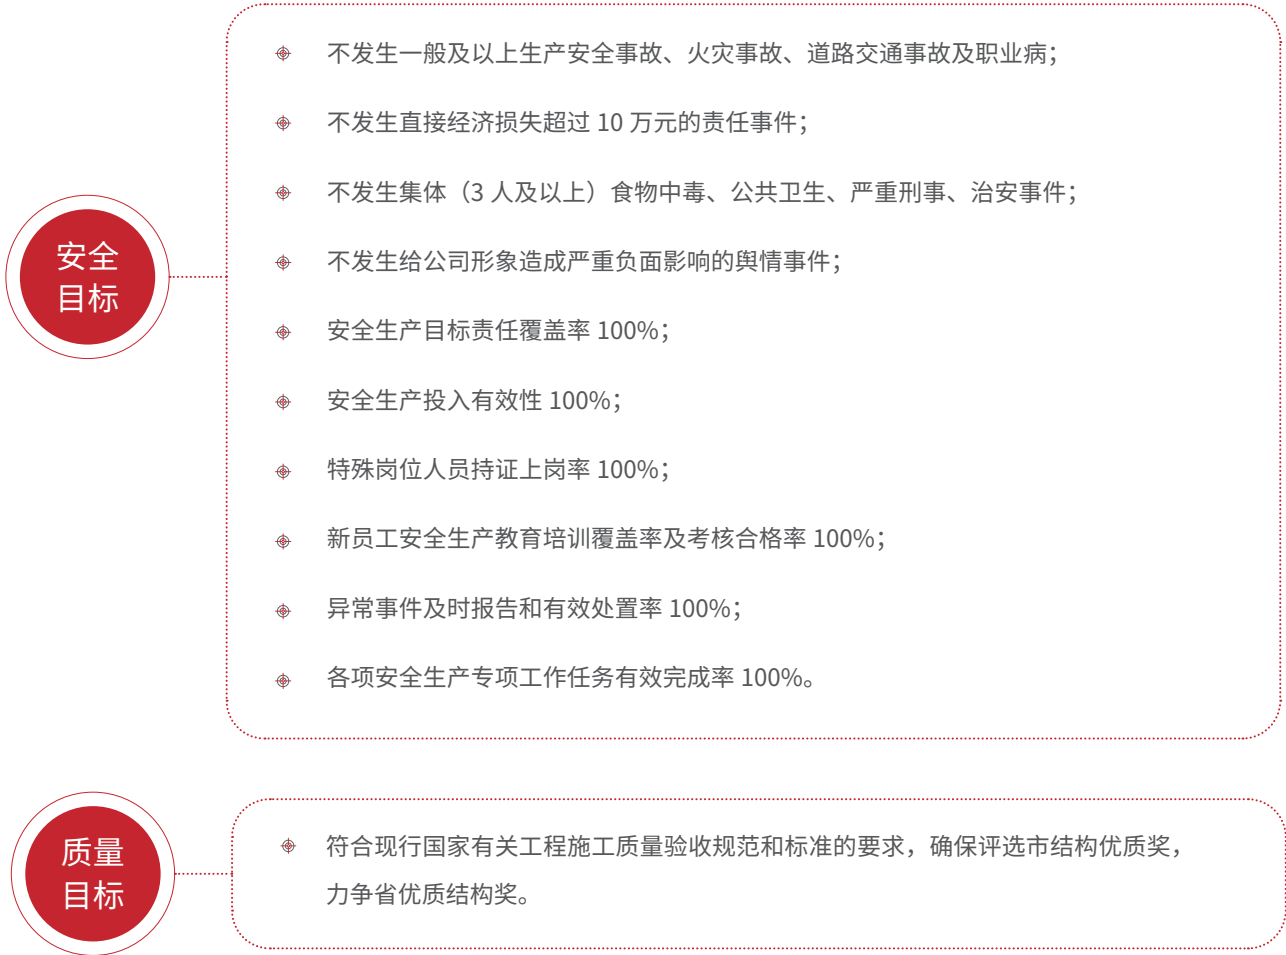 不发生一般及以上生产安全事故、火灾事故、道路交通事故及职业病；
不发生直接经济损失超过 10 万元的责任事件；
不发生集体（3 人及以上）食物中毒、公共卫生、严重刑事、治安事件；
不发生给公司形象造成严重负面影响的舆情事件；
安全生产目标责任覆盖率 100%；
安全生产投入有效性 100%；
特殊岗位人员持证上岗率 100%；
新员工安全生产教育培训覆盖率及考核合格率 100%；
异常事件及时报告和有效处置率 100%；
各项安全生产专项工作任务有效完成率 100%。
安全
目标
符合现行国家有关工程施工质量验收规范和标准的要求，确保评选市结构优质奖，
力争省优质结构奖。
质量
目标